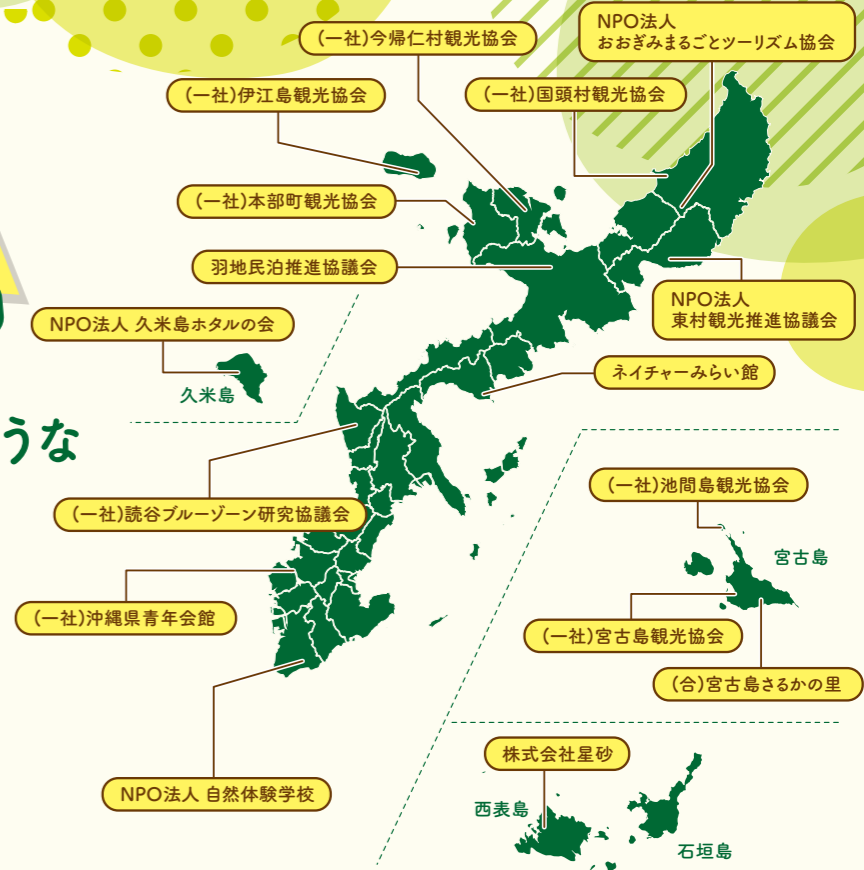 (一社)今帰仁村観光協会
NPO法人
おおぎみまるごとツーリズム協会
(一社)伊江島観光協会
(一社)国頭村観光協会
(一社)本部町観光協会
羽地民泊推進協議会
NPO法人
東村観光推進協議会
NPO法人 久米島ホタルの会
久米島
ネイチャーみらい館
うな
(一社)池間島観光協会
(一社)読谷ブルーゾーン研究協議会
宮古島
(一社)沖縄県青年会館
(一社)宮古島観光協会
(合)宮古島さるかの里
株式会社星砂
NPO法人 自然体験学校
西表島
石垣島